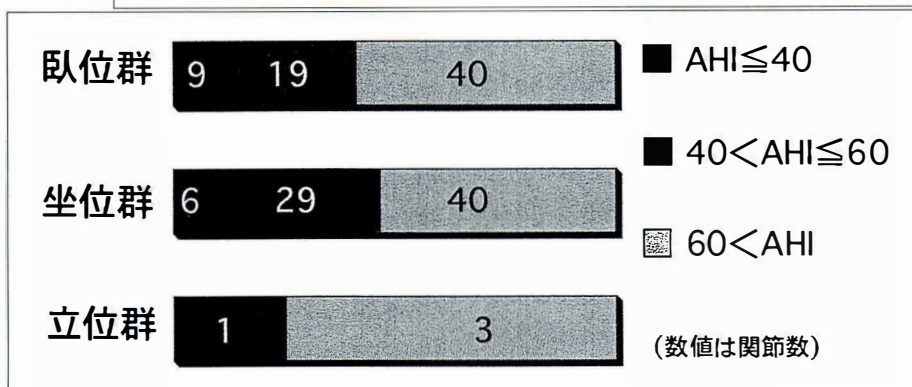 臥位群 9 19 40
坐位群 6 29 40
立位群 1 3
■ AHI≦40
■ 40＜AHI≦60
60＜AHI
(数値は関節数)